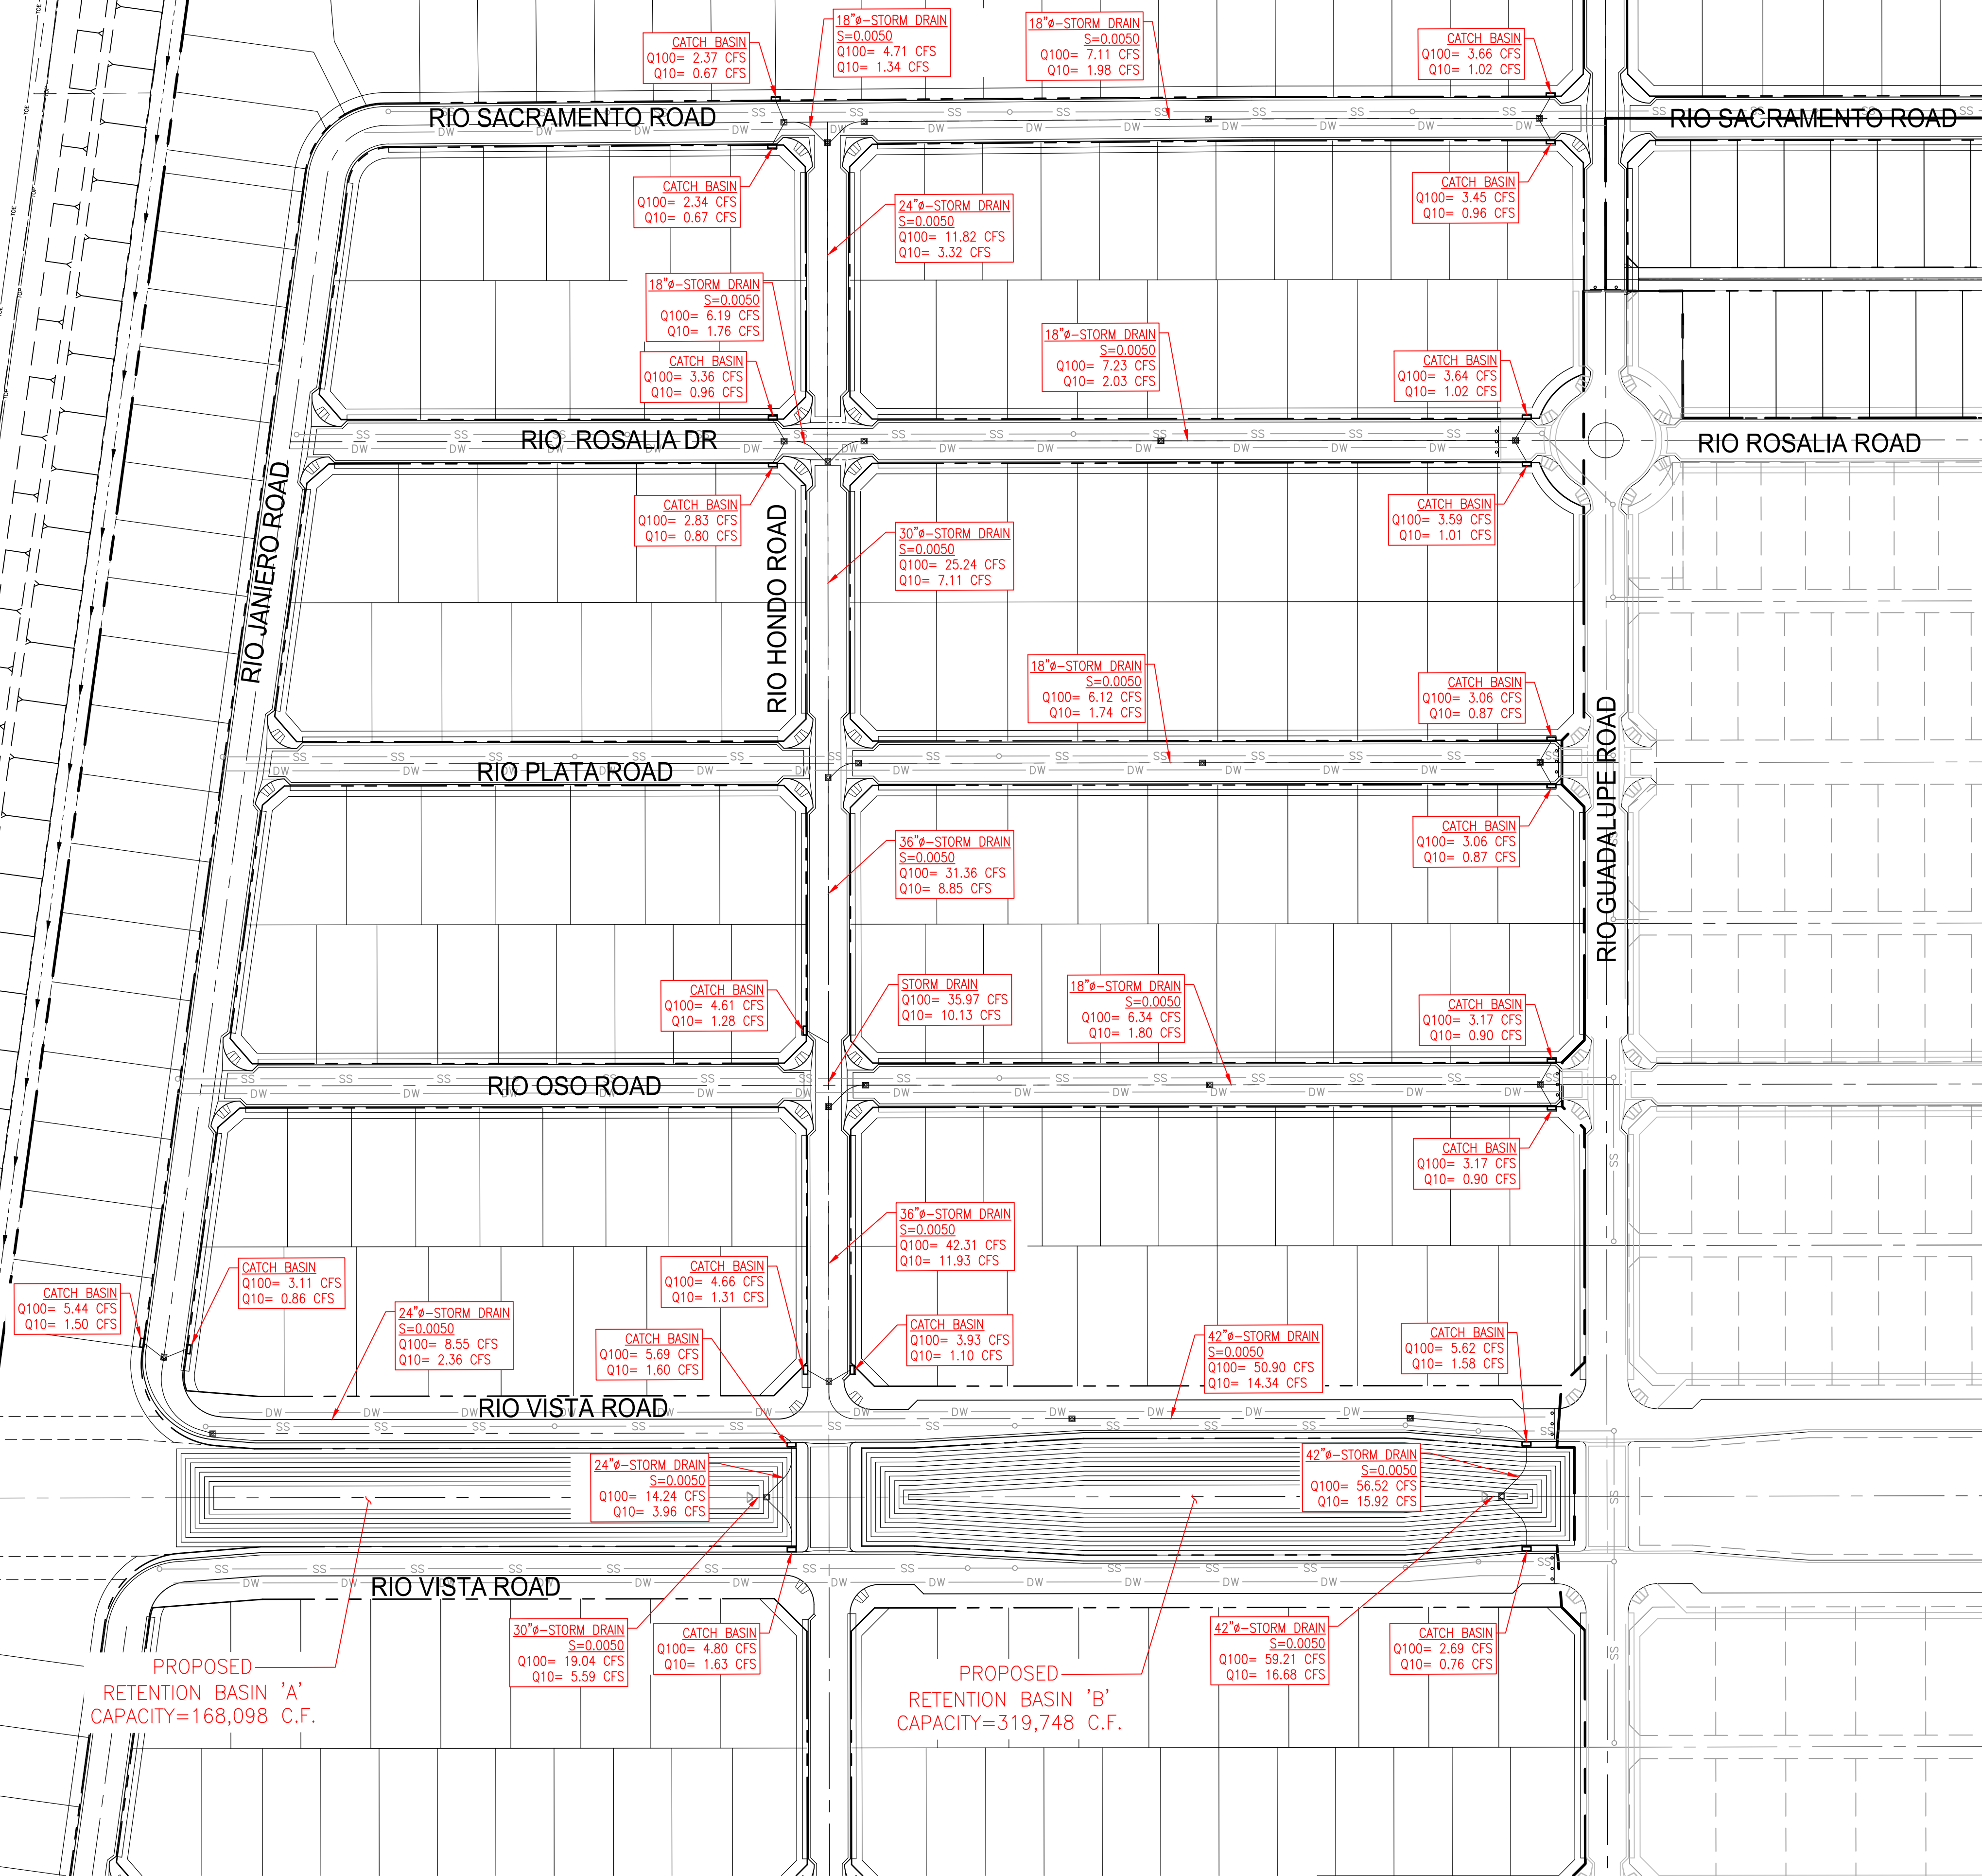 18"ø-STORM DRAIN
S=0.0050
Q100= 4.71 CFS
Q10= 1.34 CFS
18"ø-STORM DRAIN
S=0.0050
Q100= 7.11 CFS
Q10= 1.98 CFS
CATCH BASIN
Q100= 2.37 CFS
Q10= 0.67 CFS
CATCH BASIN
Q100= 3.66 CFS
Q10= 1.02 CFS
RIO SACRAMENTO ROAD
RIO SACRAMENTO ROAD
CATCH BASIN
Q100= 2.34 CFS
Q10= 0.67 CFS
24"ø-STORM DRAIN
S=0.0050
Q100= 11.82 CFS
Q10= 3.32 CFS
CATCH BASIN
Q100= 3.45 CFS
Q10= 0.96 CFS
18"ø-STORM DRAIN
S=0.0050
Q100= 6.19 CFS
Q10= 1.76 CFS
CATCH BASIN
Q100= 3.36 CFS
Q10= 0.96 CFS
18"ø-STORM DRAIN
S=0.0050
Q100= 7.23 CFS
Q10= 2.03 CFS
CATCH BASIN
Q100= 3.64 CFS
Q10= 1.02 CFS
RIO ROSALIA DR
RIO ROSALIA ROAD
RIO JANIERO ROAD
RIO HONDO ROAD
RIO GUADALUPE ROAD
CATCH BASIN
Q100= 2.83 CFS
Q10= 0.80 CFS
30"ø-STORM DRAIN
S=0.0050
Q100= 25.24 CFS
Q10= 7.11 CFS
CATCH BASIN
Q100= 3.59 CFS
Q10= 1.01 CFS
18"ø-STORM DRAIN
S=0.0050
Q100= 6.12 CFS
Q10= 1.74 CFS
CATCH BASIN
Q100= 3.06 CFS
Q10= 0.87 CFS
RIO PLATA ROAD
36"ø-STORM DRAIN
S=0.0050
Q100= 31.36 CFS
Q10= 8.85 CFS
CATCH BASIN
Q100= 3.06 CFS
Q10= 0.87 CFS
CATCH BASIN
Q100= 4.61 CFS
Q10= 1.28 CFS
STORM DRAIN
Q100= 35.97 CFS
Q10= 10.13 CFS
18"ø-STORM DRAIN
S=0.0050
Q100= 6.34 CFS
Q10= 1.80 CFS
CATCH BASIN
Q100= 3.17 CFS
Q10= 0.90 CFS
RIO OSO ROAD
CATCH BASIN
Q100= 3.17 CFS
Q10= 0.90 CFS
36"ø-STORM DRAIN
S=0.0050
Q100= 42.31 CFS
Q10= 11.93 CFS
CATCH BASIN
Q100= 5.44 CFS
Q10= 1.50 CFS
CATCH BASIN
Q100= 3.11 CFS
Q10= 0.86 CFS
24"ø-STORM DRAIN
S=0.0050
Q100= 8.55 CFS
Q10= 2.36 CFS
CATCH BASIN
Q100= 4.66 CFS
Q10= 1.31 CFS
CATCH BASIN
Q100= 5.69 CFS
Q10= 1.60 CFS
CATCH BASIN
Q100= 3.93 CFS
Q10= 1.10 CFS
42"ø-STORM DRAIN
S=0.0050
Q100= 50.90 CFS
Q10= 14.34 CFS
CATCH BASIN
Q100= 5.62 CFS
Q10= 1.58 CFS
RIO VISTA ROAD
24"ø-STORM DRAIN
S=0.0050
Q100= 14.24 CFS
Q10= 3.96 CFS
42"ø-STORM DRAIN
S=0.0050
Q100= 56.52 CFS
Q10= 15.92 CFS
RIO VISTA ROAD
30"ø-STORM DRAIN
S=0.0050
Q100= 19.04 CFS
Q10= 5.59 CFS
CATCH BASIN
Q100= 4.80 CFS
Q10= 1.63 CFS
42"ø-STORM DRAIN
S=0.0050
Q100= 59.21 CFS
Q10= 16.68 CFS
CATCH BASIN
Q100= 2.69 CFS
Q10= 0.76 CFS
PROPOSED
RETENTION BASIN 'A'
CAPACITY=168,098 C.F.
PROPOSED
RETENTION BASIN 'B'
CAPACITY=319,748 C.F.